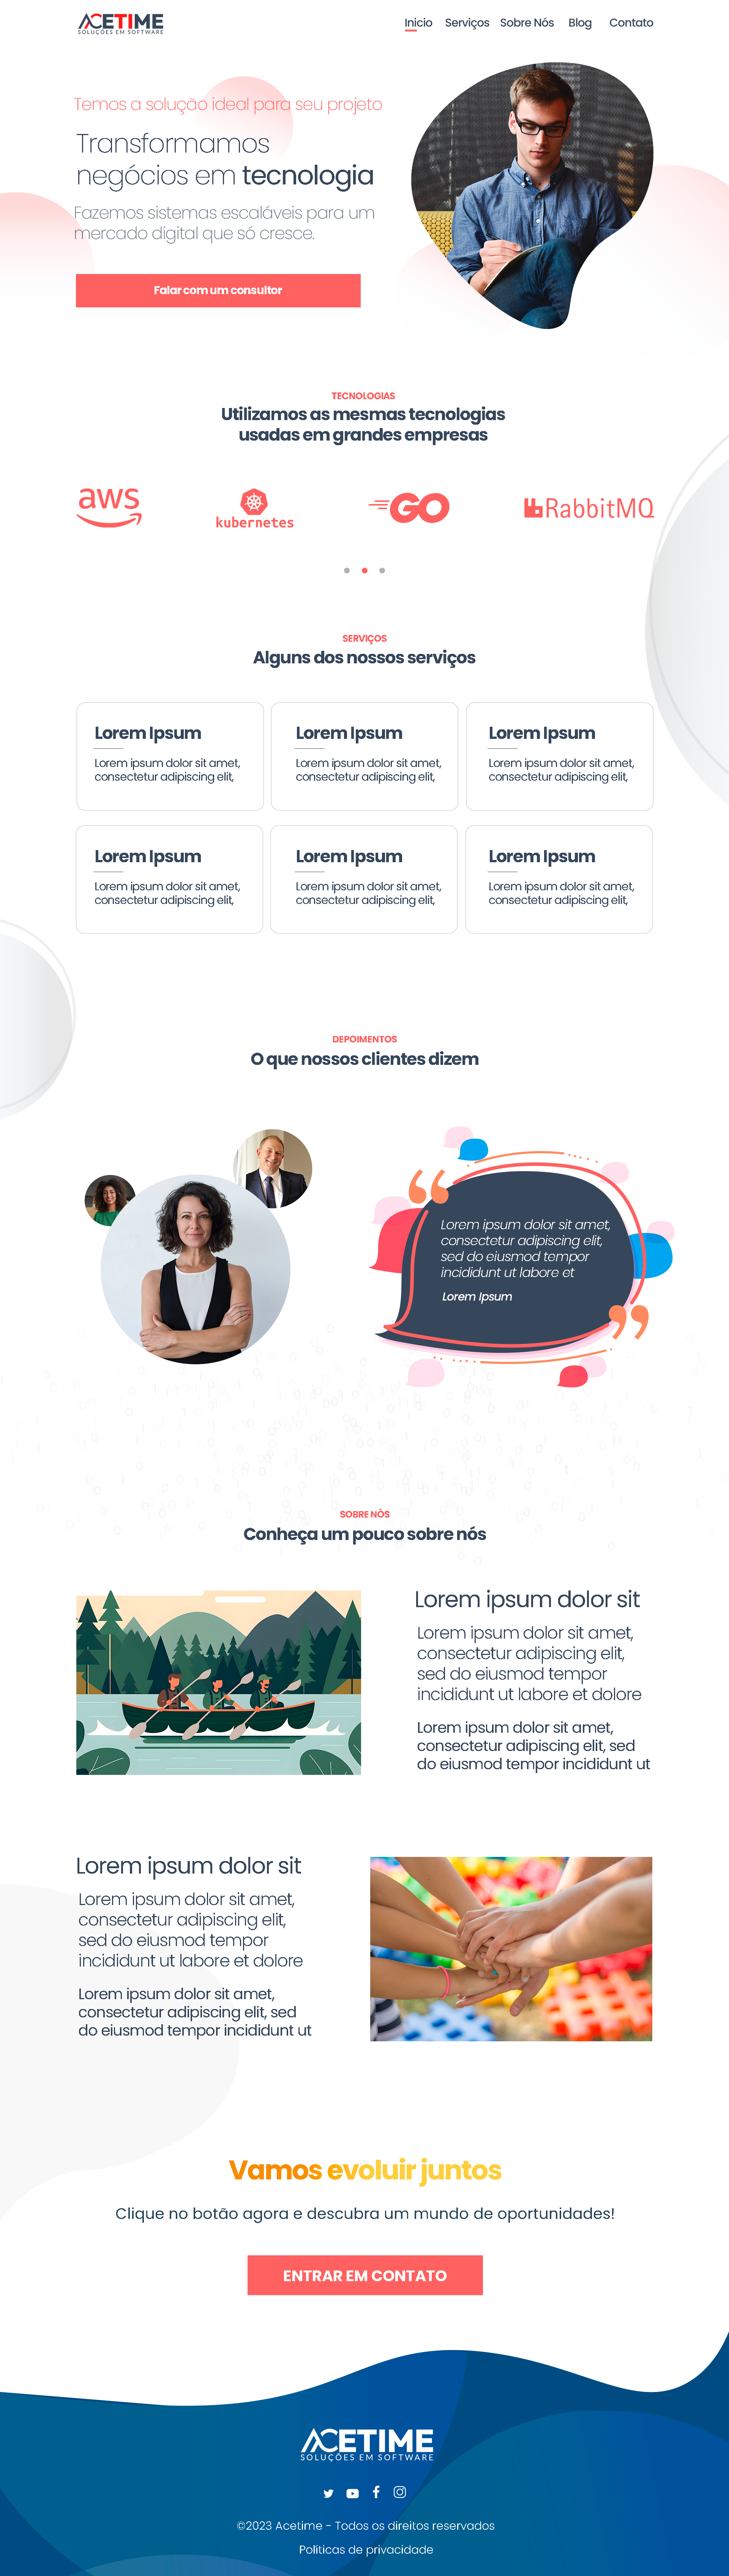 ACETIME
SOLUÇÕES EM SOFTWARE
Inicio Serviços Sobre Nós Blog Contato
Temos a solução ideal para seu projeto
Transformamos
negócios em tecnologia
Fazemos sistemas escaláveis para um
mercado digital que só cresce.
Falar com um consultor
TECNOLOGIAS
Utilizamos as mesmas tecnologias
usadas em grandes empresas
aws
kubernetes
GO
RabbitMQ
SERVIÇOS
Alguns dos nossos serviços
Lorem Ipsum
Lorem ipsum dolor sit amet,
consectetur adipiscing elit,
Lorem Ipsum
Lorem ipsum dolor sit amet,
consectetur adipiscing elit,
Lorem Ipsum
Lorem ipsum dolor sit amet,
consectetur adipiscing elit,
Lorem Ipsum
Lorem ipsum dolor sit amet,
consectetur adipiscing elit,
Lorem Ipsum
Lorem ipsum dolor sit amet,
consectetur adipiscing elit,
Lorem Ipsum
Lorem ipsum dolor sit amet,
consectetur adipiscing elit,
DEPOIMENTOS
O que nossos clientes dizem
“
Lorem ipsum dolor sit amet,
consectetur adipiscing elit,
sed do eiusmod tempor
incididunt ut labore et
Lorem Ipsum
”
SOBRE NÓS
Conheça um pouco sobre nós
Lorem ipsum dolor sit
Lorem ipsum dolor sit amet,
consectetur adipiscing elit,
sed do eiusmod tempor
incididunt ut labore et dolore
Lorem ipsum dolor sit amet,
consectetur adipiscing elit, sed
do eiusmod tempor incididunt ut
Lorem ipsum dolor sit
Lorem ipsum dolor sit amet,
consectetur adipiscing elit,
sed do eiusmod tempor
incididunt ut labore et dolore
Lorem ipsum dolor sit amet,
consectetur adipiscing elit, sed
do eiusmod tempor incididunt ut
Vamos evoluir juntos
Clique no botão agora e descubra um mundo de oportunidades!
ENTRAR EM CONTATO
ACETIME
SOLUÇÕES EM SOFTWARE
©2023 Acetime - Todos os direitos reservados
Políticas de privacidade